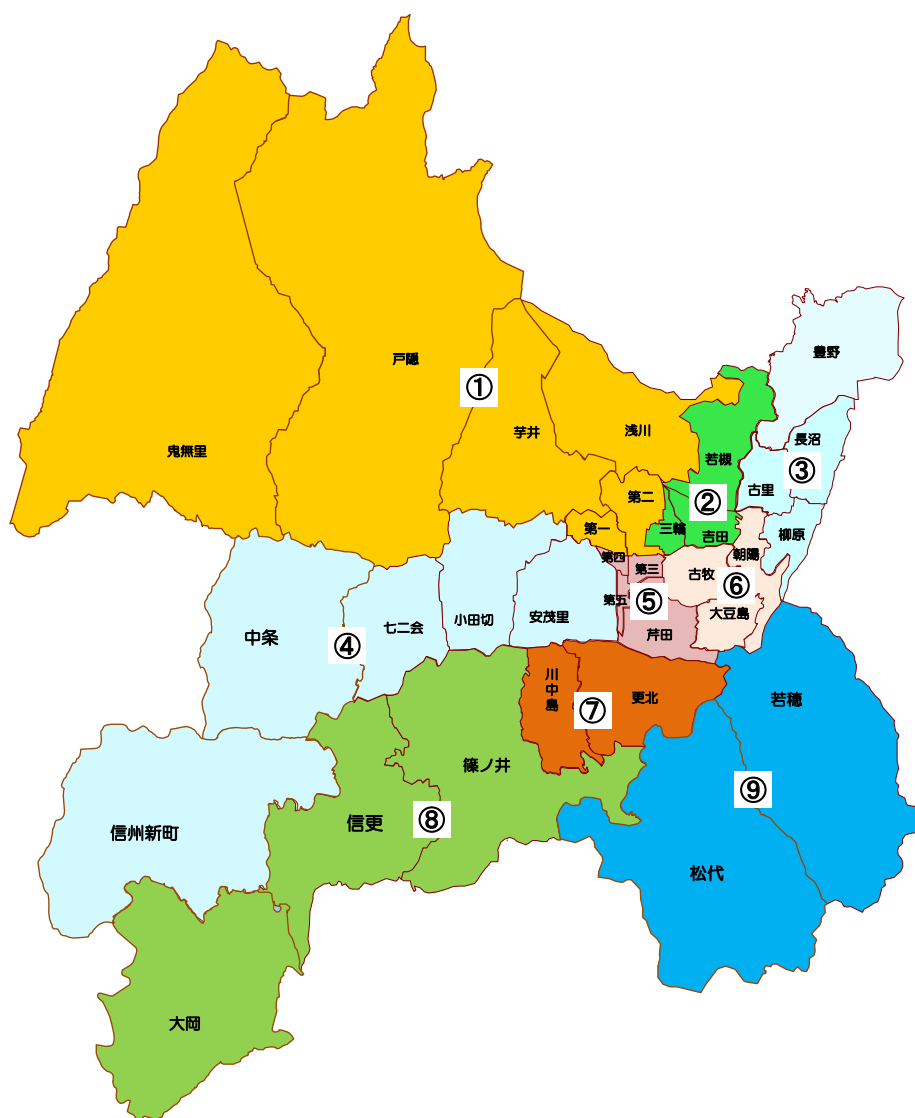 豊野
戸隠
①
芋井
浅川
長沼
鬼無里
若槻
③
古里
第二
②
第一
三輪
吉田
柳原
第四
第三
朝陽
古牧
⑥
第五
⑤
大豆島
中条
④
七二会
小田切
安茂里
芹田
川中島
更北
若穂
⑦
篠ノ井
⑨
信州新町
信更
⑧
松代
大岡